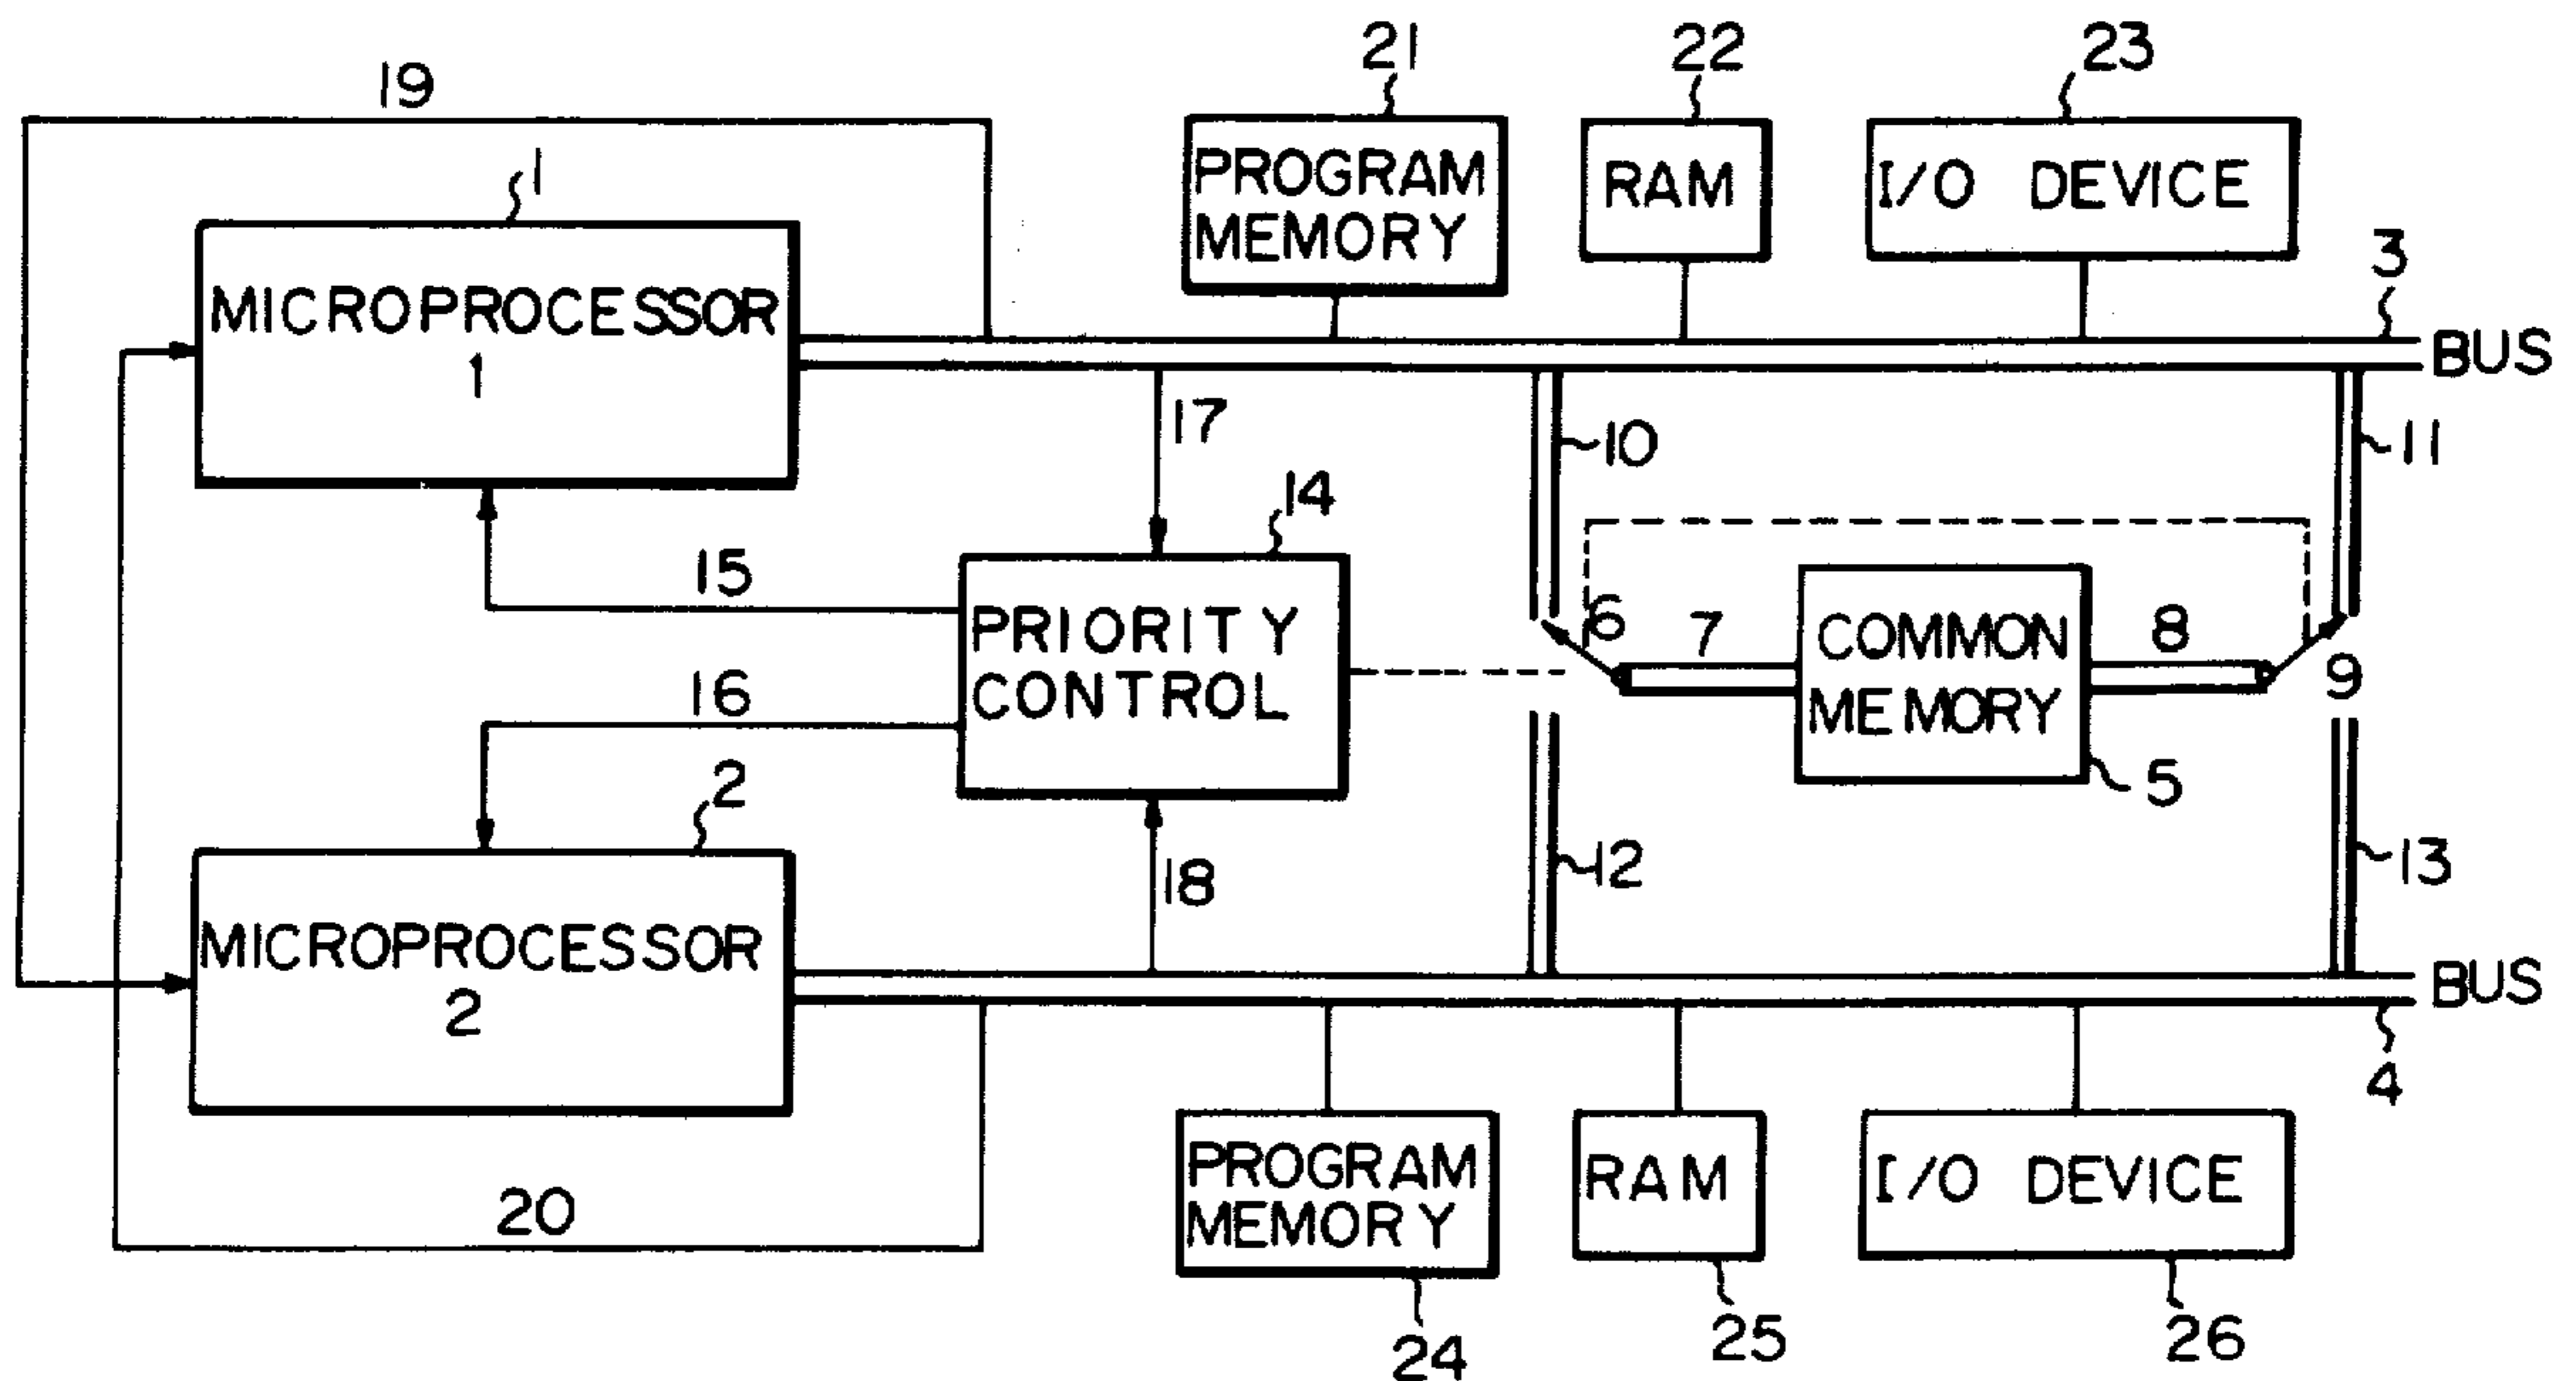 21
22
23
19
1
PROGRAM
MEMORY
RAM
I/O DEVICE
3
MICROPROCESSOR
1
BUS
17
10
11
14
15
PRIORITY
CONTROL
6
7
COMMON
MEMORY
8
9
16
5
2
12
13
18
MICROPROCESSOR
2
BUS
4
20
PROGRAM
MEMORY
RAM
I/O DEVICE
24
25
26